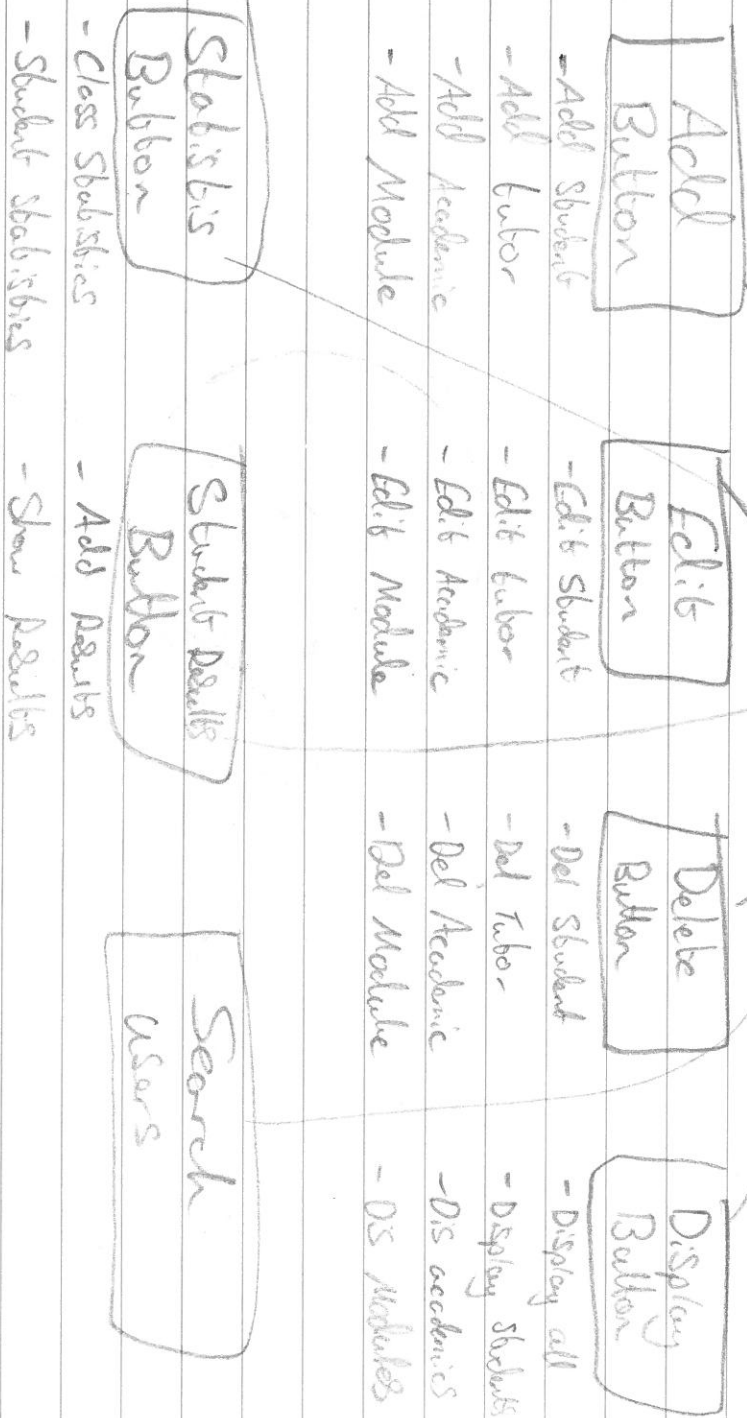 Add
Button
- Add Student
- Add tutor
- Add Academic
- Add Module
Edit
Button
- Edit Student
- Edit tutor
- Edit Academic
- Edit Module
Delete
Button
- Del Student
- Del Tutor
- Del Academic
- Del Module
Display
Button
- Display all
- Display Students
- Dis academics
- Dis Modules
Statistis
Button
- Class Statistics
- Student Statistics
Student Results
Button
- Add Results
- Show Results
Search
users